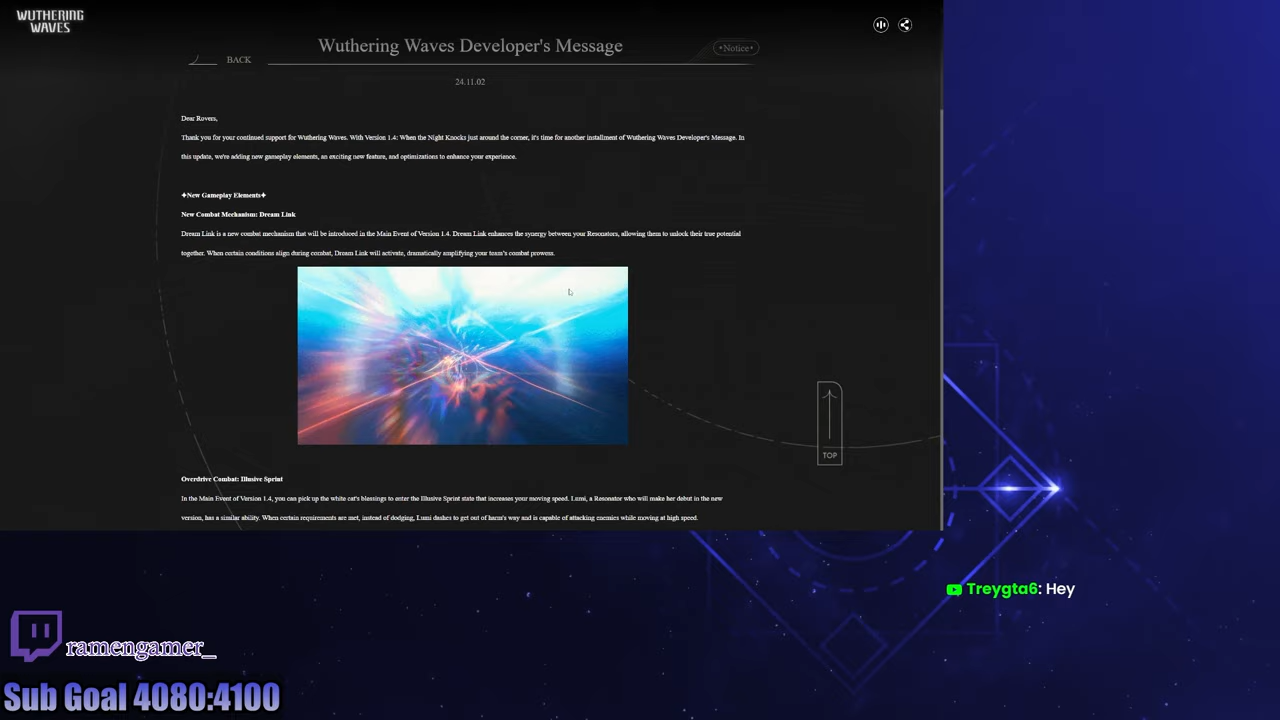 WUTHERING
WAVES
Wuthering Waves Developer's Message
•Notice•
BACK
24.11.02
Dear Rovers,
Thank you for your continued support for Wuthering Waves. With Version 1.4: When the Night Knocks just around the corner, it's time for another installment of Wuthering Waves Developer's Message. In
this update, we're adding new gameplay elements, an exciting new feature, and optimizations to enhance your experience.
✦New Gameplay Elements✦
New Combat Mechanism: Dream Link
Dream Link is a new combat mechanism that will be introduced in the Main Event of Version 1.4. Dream Link enhances the synergy between your Resonators, allowing them to unlock their true potential
together. When certain conditions align during combat, Dream Link will activate, dramatically amplifying your team's combat prowess.
TOP
Overdrive Combat: Illusive Sprint
In the Main Event of Version 1.4, you can pick up the white cat's blessings to enter the Illusive Sprint state that increases your moving speed. Lumi, a Resonator who will make her debut in the new
version, has a similar ability. When certain requirements are met, instead of dodging, Lumi dashes to get out of harm's way and is capable of attacking enemies while moving at high speed.
Treygta6: Hey
ramengamer_
Sub Goal 4080:4100